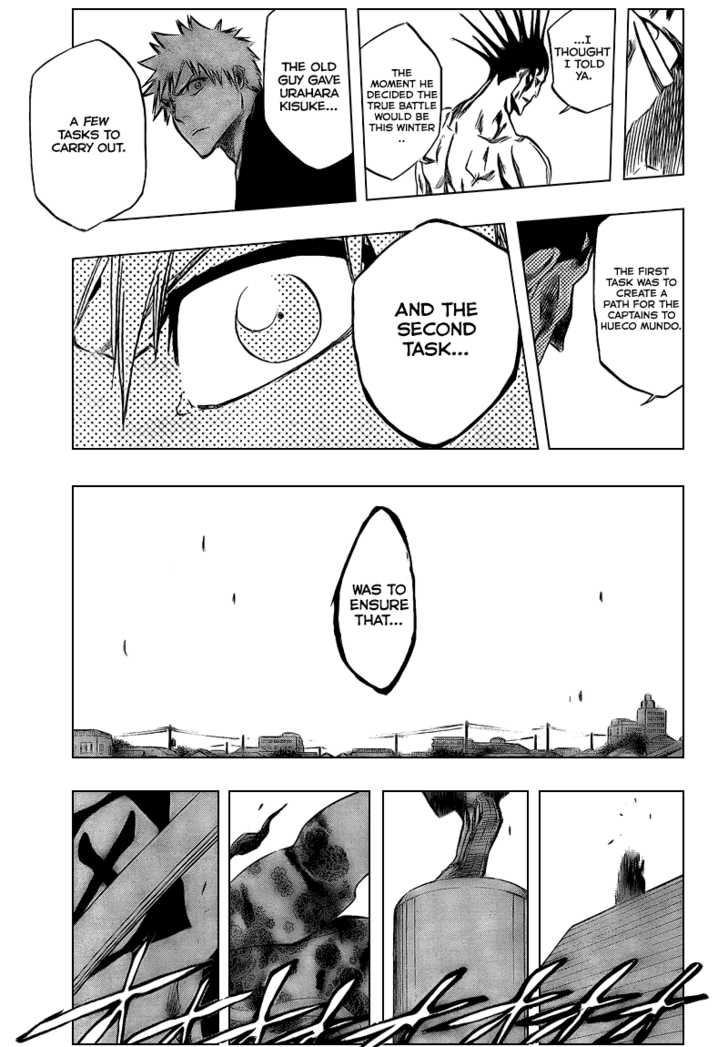 ...I
THOUGHT
I TOLD
YA.
THE
MOMENT HE
DECIDED THE
TRUE BATTLE
WOULD BE
THIS WINTER
..
THE OLD
GUY GAVE
URAHARA
KISUKE...
A FEW
TASKS TO
CARRY OUT.
THE FIRST
TASK WAS TO
CREATE A
PATH FOR THE
CAPTAINS TO
HUECO MUNDO.
AND THE
SECOND
TASK...
WAS TO
ENSURE
THAT...